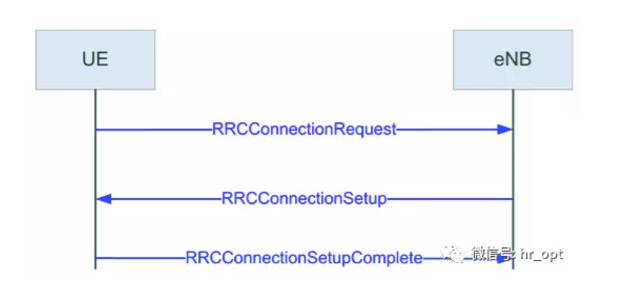 UE
eNB
RRCConnectionRequest
RRCConnectionSetup
RRCConnectionSetupComplete
微信号: hr_opt